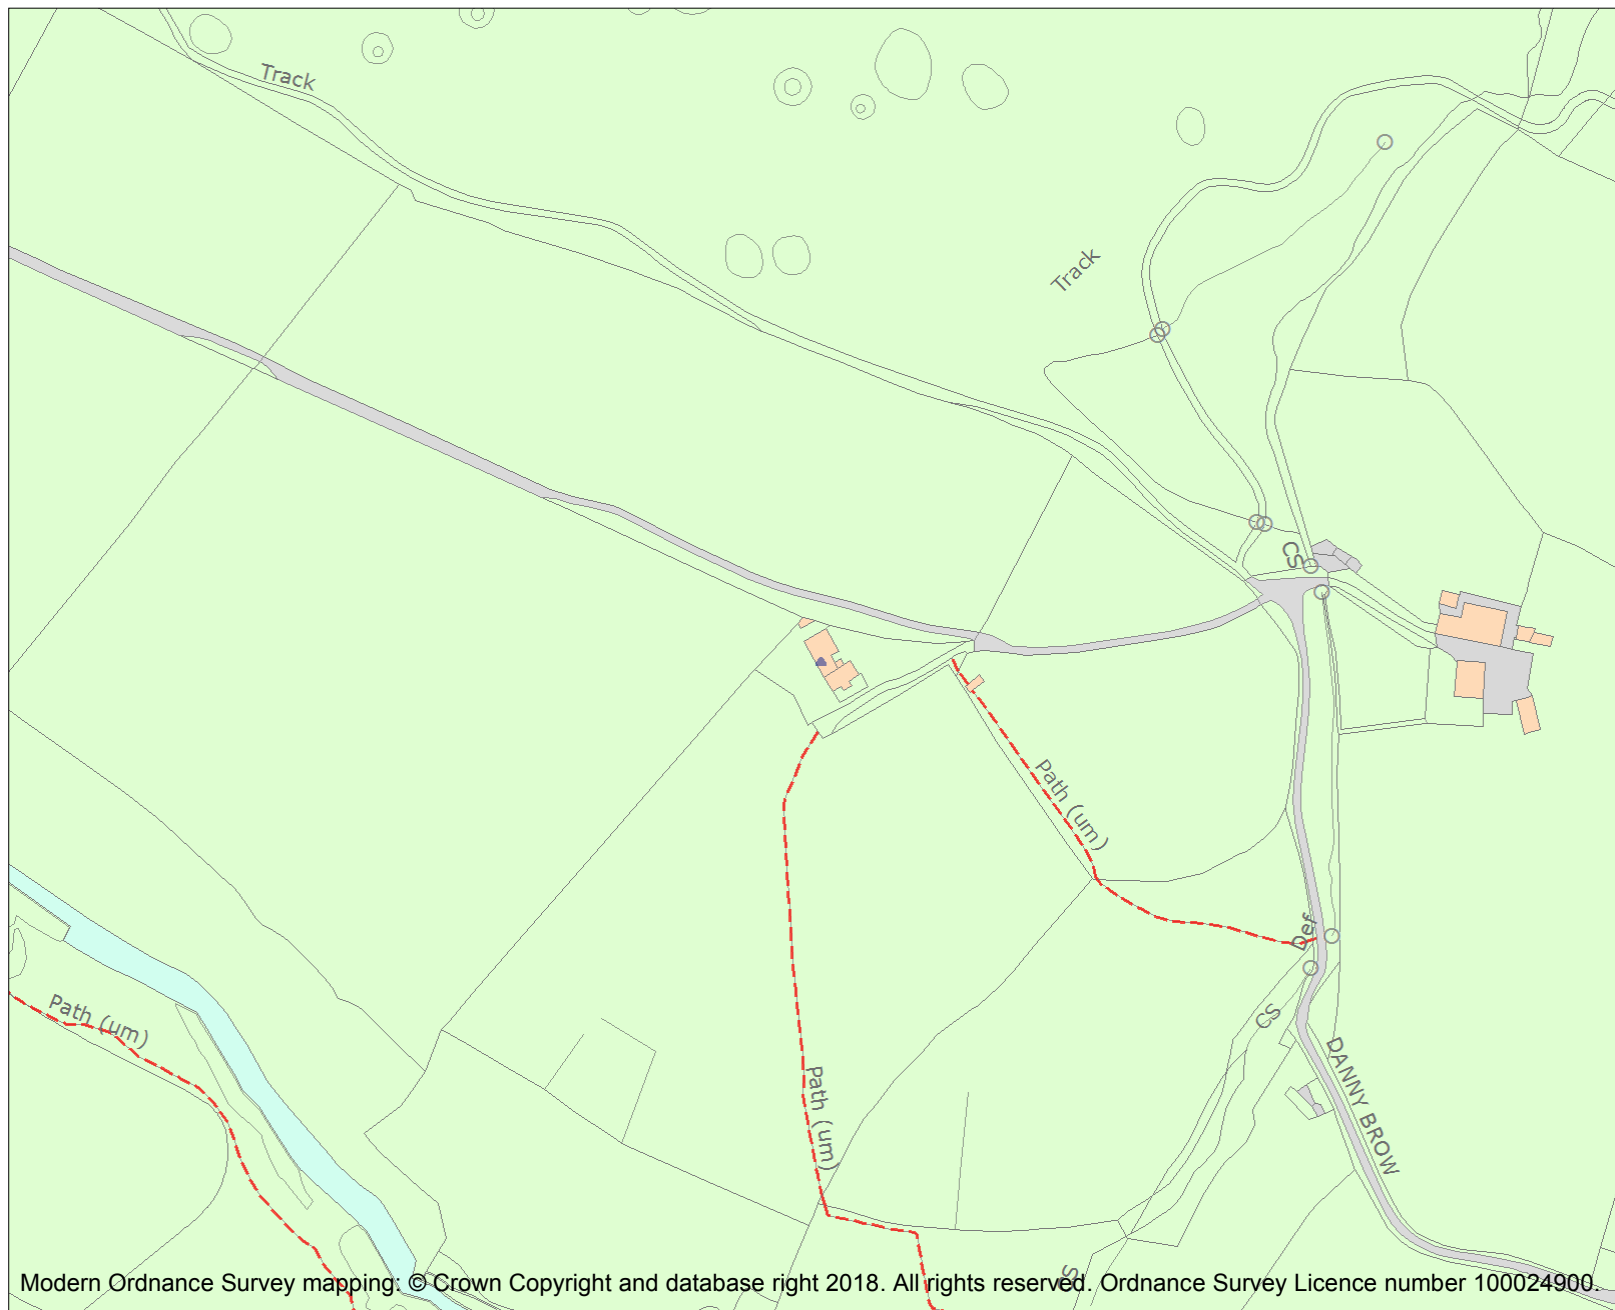 Track
Track
CS
Path (um)
Def
Path (um)
CS
DANNY BROW
Path (um)
CS
Modern Ordnance Survey mapping: © Crown Copyright and database right 2018. All rights reserved. Ordnance Survey Licence number 100024900.